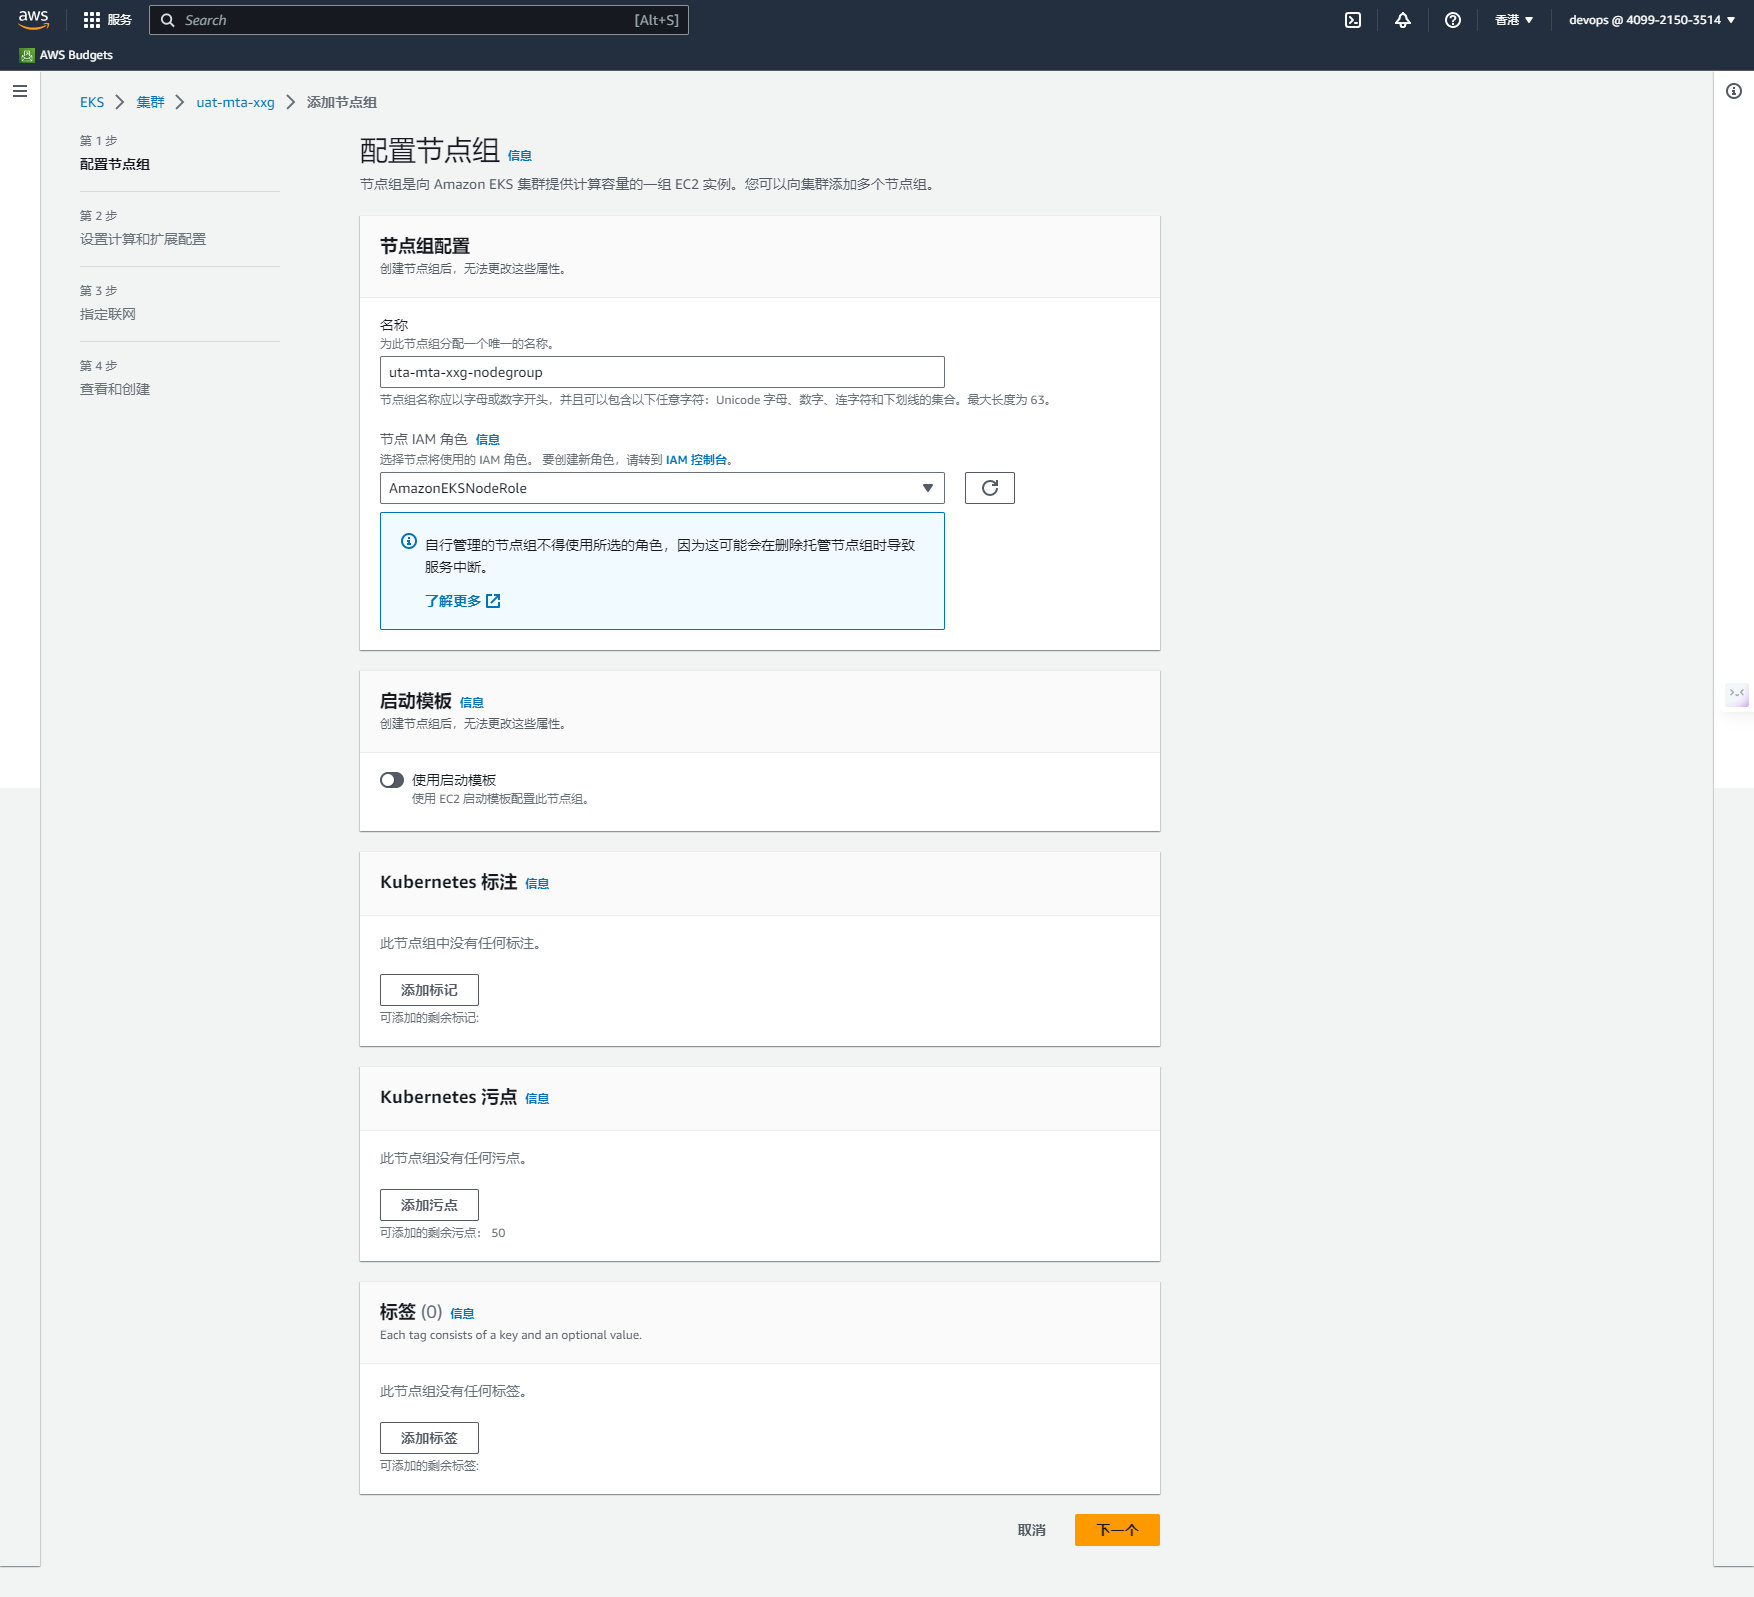 aws
服务
Search
[Alt+S]
香港
devops @ 4099-2150-3514
AWS Budgets
EKS
集群
uat-mta-xxg
添加节点组
第 1 步
配置节点组
第 2 步
设置计算和扩展配置
第 3 步
指定联网
第 4 步
查看和创建
配置节点组 信息
节点组是向 Amazon EKS 集群提供计算容量的一组 EC2 实例。您可以向集群添加多个节点组。
节点组配置
创建节点组后，无法更改这些属性。
名称
为此节点组分配一个唯一的名称。
uta-mta-xxg-nodegroup
节点组名称应以字母或数字开头，并且可以包含以下任意字符：Unicode 字母、数字、连字符和下划线的集合。最大长度为 63。
节点 IAM 角色 信息
选择节点将使用的 IAM 角色。 要创建新角色，请转到 IAM 控制台。
AmazonEKSNodeRole
自行管理的节点组不得使用所选的角色，因为这可能会在删除托管节点组时导致
服务中断。
了解更多
启动模板 信息
创建节点组后，无法更改这些属性。
使用启动模板
使用 EC2 启动模板配置此节点组。
Kubernetes 标注 信息
此节点组中没有任何标注。
添加标记
可添加的剩余标记:
Kubernetes 污点 信息
此节点组没有任何污点。
添加污点
可添加的剩余污点： 50
标签 (0) 信息
Each tag consists of a key and an optional value.
此节点组没有任何标签。
添加标签
可添加的剩余标签:
取消
下一个